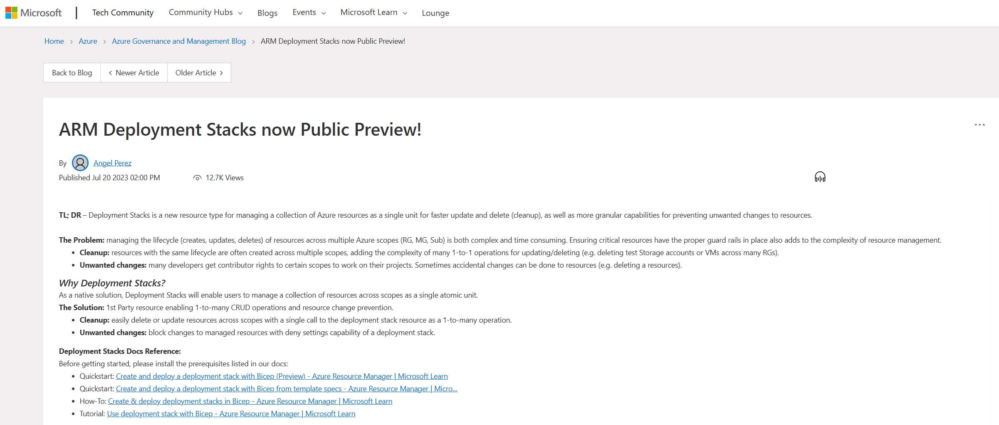 Microsoft | Tech Community Community Hubs Blogs Events Microsoft Learn Lounge
Home > Azure > Azure Governance and Management Blog > ARM Deployment Stacks now Public Preview!
Back to Blog < Newer Article Older Article >
ARM Deployment Stacks now Public Preview!
By Angel Perez
Published Jul 20 2023 02:00 PM 12.7K Views
TL; DR – Deployment Stacks is a new resource type for managing a collection of Azure resources as a single unit for faster update and delete (cleanup), as well as more granular capabilities for preventing unwanted changes to resources.
The Problem: managing the lifecycle (creates, updates, deletes) of resources across multiple Azure scopes (RG, MG, Sub) is both complex and time consuming. Ensuring critical resources have the proper guard rails in place also adds to the complexity of resource management.
• Cleanup: resources with the same lifecycle are often created across multiple scopes, adding the complexity of many 1-to-1 operations for updating/deleting (e.g. deleting test Storage accounts or VMs across many RGs).
• Unwanted changes: many developers get contributor rights to certain scopes to work on their projects. Sometimes accidental changes can be done to resources (e.g. deleting a resources).
Why Deployment Stacks?
As a native solution, Deployment Stacks will enable users to manage a collection of resources across scopes as a single atomic unit.
The Solution: 1st Party resource enabling 1-to-many CRUD operations and resource change prevention.
• Cleanup: easily delete or update resources across scopes with a single call to the deployment stack resource as a 1-to-many operation.
• Unwanted changes: block changes to managed resources with deny settings capability of a deployment stack.
Deployment Stacks Docs Reference:
Before getting started, please install the prerequisites listed in our docs:
• Quickstart: Create and deploy a deployment stack with Bicep (Preview) - Azure Resource Manager | Microsoft Learn
• Quickstart: Create and deploy a deployment stack with Bicep from template specs - Azure Resource Manager | Micro...
• How-To: Create & deploy deployment stacks in Bicep - Azure Resource Manager | Microsoft Learn
• Tutorial: Use deployment stack with Bicep - Azure Resource Manager | Microsoft Learn